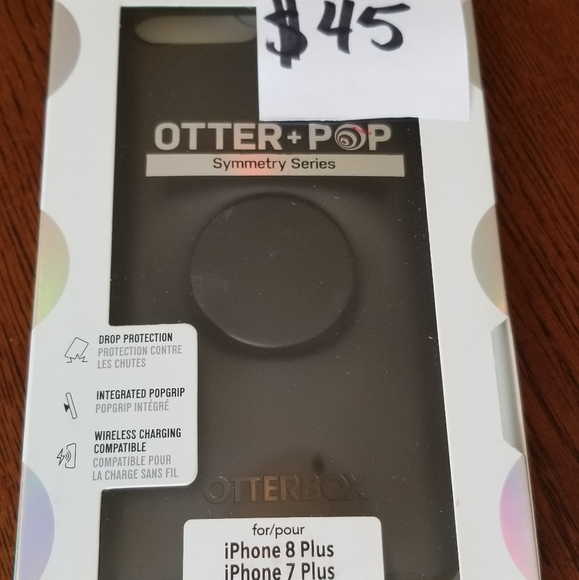 $45
OTTER+POP
Symmetry Series
DROP PROTECTION
PROTECTION CONTRE
LES CHUTES
INTEGRATED POPGRIP
POPGRIP INTÉGRÉ
WIRELESS CHARGING
COMPATIBLE
COMPATIBLE POUR
LA CHARGE SANS FIL
OTTERBOX
for/pour
iPhone 8 Plus
iPhone 7 Plus